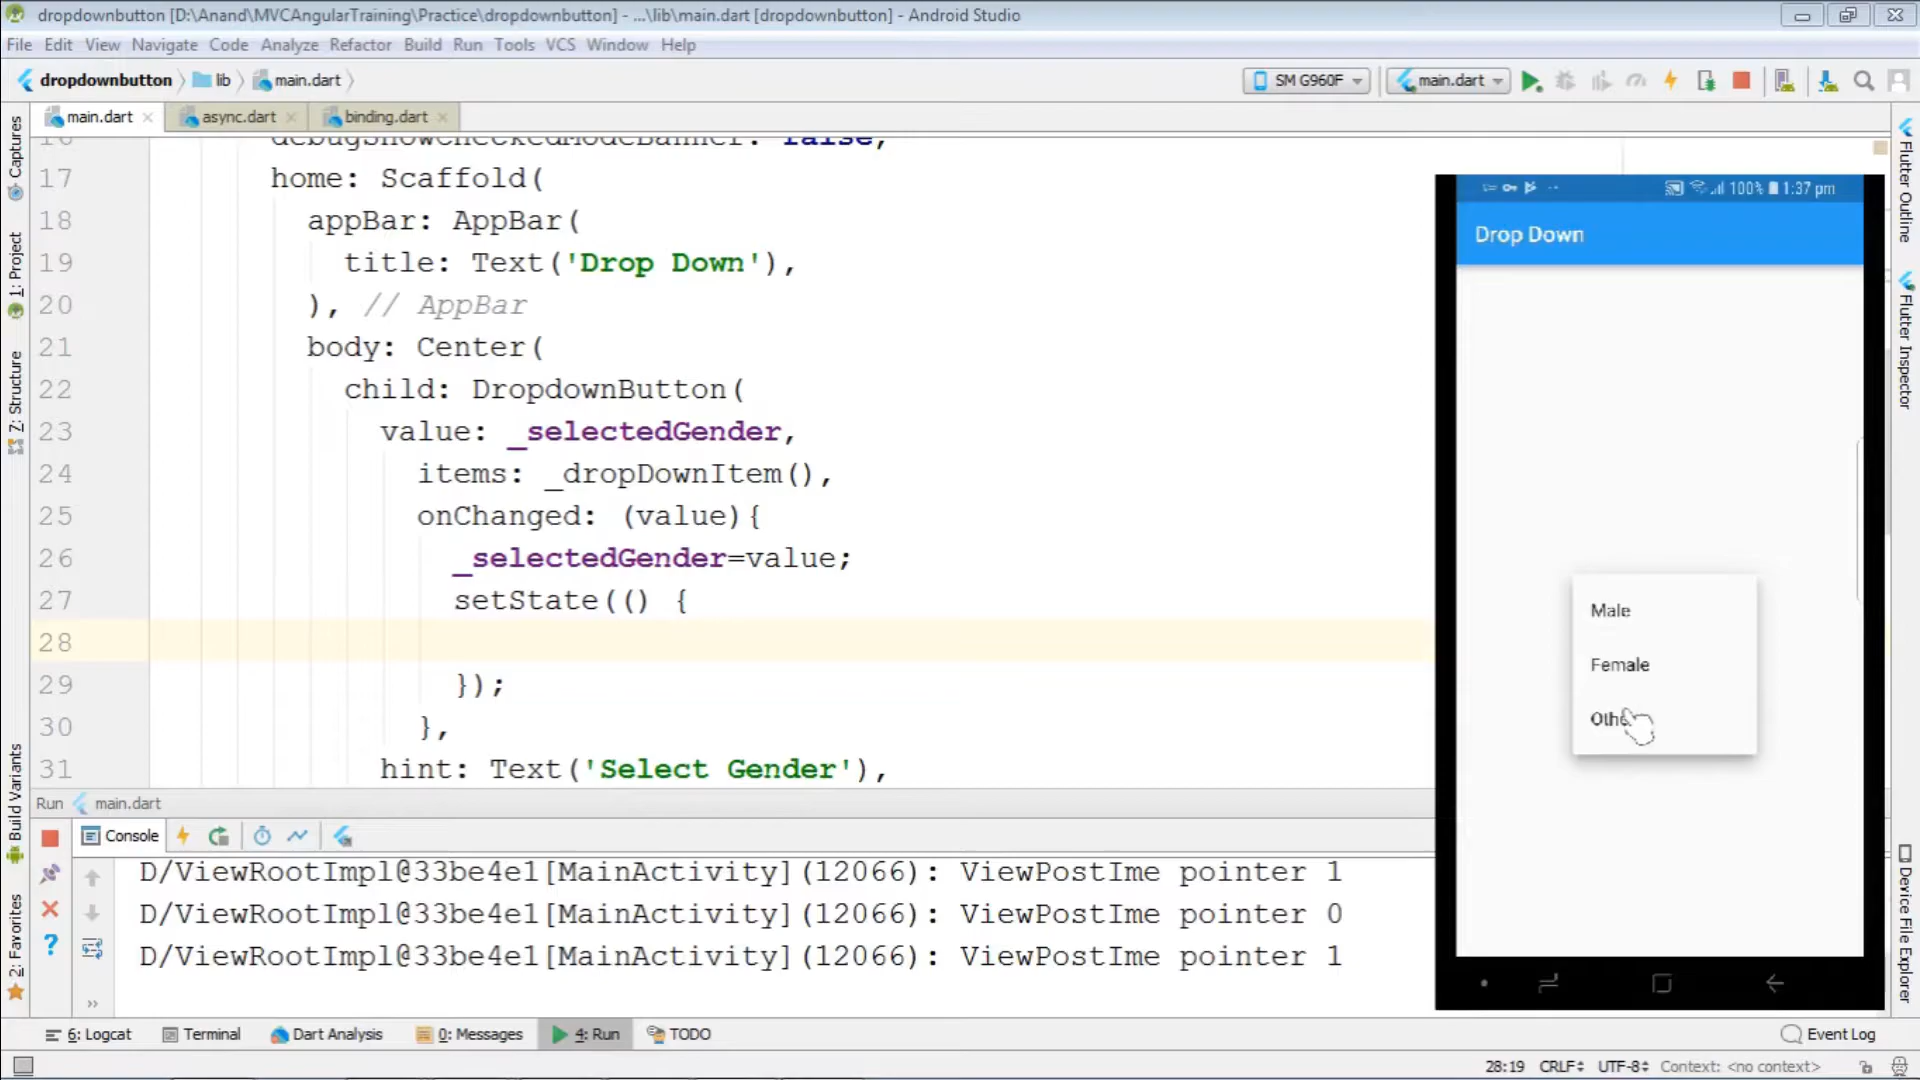 dropdownbutton [D:\Anand\MVCAngularTraining\Practice\dropdownbutton] - ...\lib\main.dart [dropdownbutton] - Android Studio
File Edit View Navigate Code Analyze Refactor Build Run Tools VCS Window Help
dropdownbutton lib main.dart SM G960F main.dart
main.dart async.dart binding.dart
16 debugShowCheckedModeBanner: false,
17 home: Scaffold(
18 appBar: AppBar(
19 title: Text('Drop Down'),
20 ), // AppBar
21 body: Center(
22 child: DropdownButton(
23 value: _selectedGender,
24 items: _dropDownItem(),
25 onChanged: (value){
26 _selectedGender=value;
27 setState(() {
28
29 });
30 },
31 hint: Text('Select Gender'),
100% 1:37 pm
Drop Down
Male
Female
Captures
1: Project
7: Structure
Build Variants
2: Favorites
Flutter Outline
Flutter Inspector
Device File Explorer
Run main.dart
Console
D/ViewRootImpl@33be4e1[MainActivity](12066): ViewPostIme pointer 1
D/ViewRootImpl@33be4e1[MainActivity](12066): ViewPostIme pointer 0
D/ViewRootImpl@33be4e1[MainActivity](12066): ViewPostIme pointer 1
6: Logcat Terminal Dart Analysis 0: Messages 4: Run TODO Event Log
28:19 CRLF UTF-8 Context: <no context>